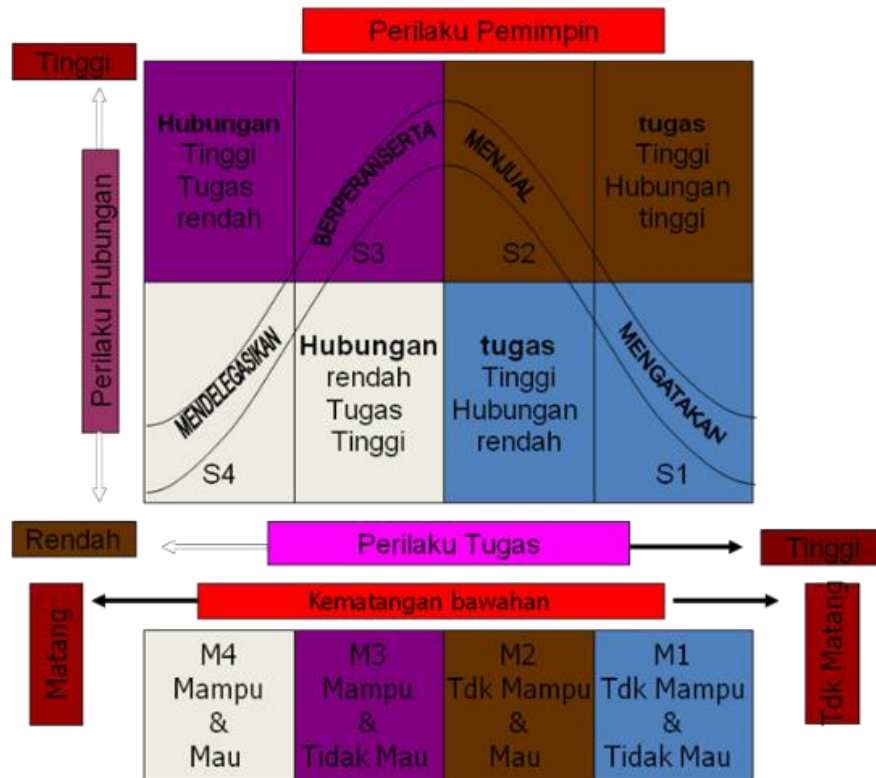 Perilaku Pemimpin
Tinggi
Perilaku Hubungan
Hubungan
Tinggi
Tugas
rendah
BERPERANSERTA
S3
MENJUAL
S2
tugas
Tinggi
Hubungan
tinggi
MENDELEGASIKAN
S4
Hubungan
rendah
Tugas
Tinggi
tugas
Tinggi
Hubungan
rendah
MENGATAKAN
S1
Rendah
Perilaku Tugas
Tinggi
Matang
Kematangan bawahan
Tdk Matang
M4
Mampu
&
Mau
M3
Mampu
&
Tidak Mau
M2
Tdk Mampu
&
Mau
M1
Tdk Mampu
&
Tidak Mau